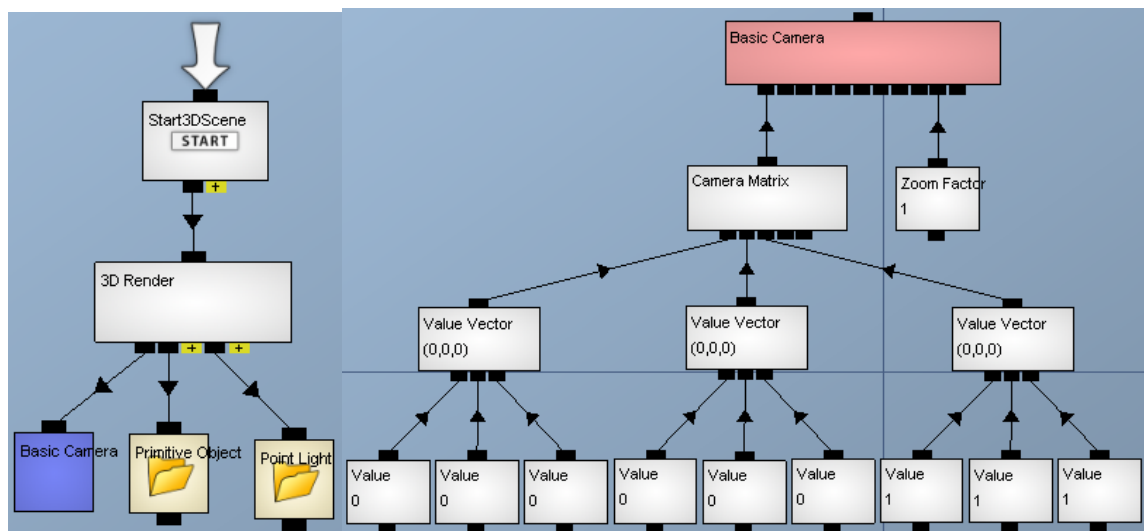 Start3DScene
START
+
3D Render
+ +
Basic Camera
Primitive Object
Point Light
Basic Camera
Camera Matrix
Zoom Factor
1
Value Vector
(0,0,0)
Value Vector
(0,0,0)
Value Vector
(0,0,0)
Value
0
Value
0
Value
0
Value
0
Value
0
Value
0
Value
1
Value
1
Value
1